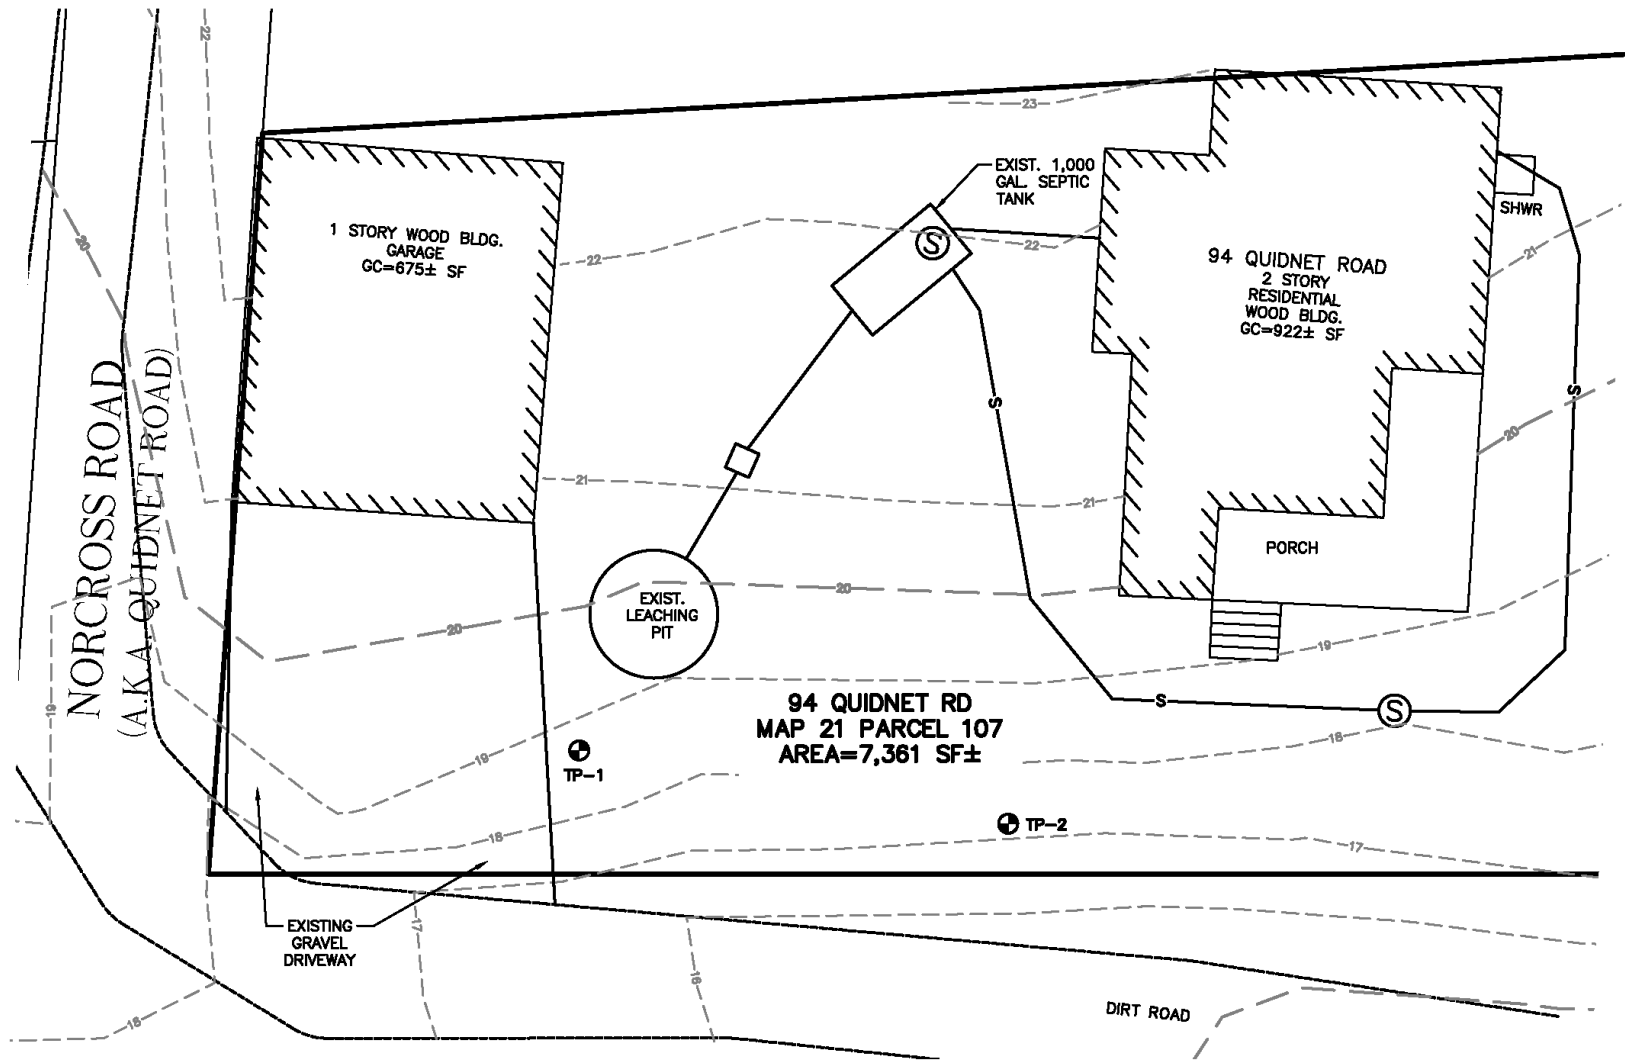 22
23
EXIST. 1,000
GAL. SEPTIC
TANK
SHWR
1 STORY WOOD BLDG.
GARAGE
GC=675± SF
20
22
S
22
94 QUIDNET ROAD
2 STORY
RESIDENTIAL
WOOD BLDG.
GC=922± SF
21
S
S
20
NORCROSS ROAD
(A.K.A. QUIDNET ROAD)
21
21
PORCH
20
EXIST.
LEACHING
PIT
20
19
19
94 QUIDNET RD
MAP 21 PARCEL 107
AREA=7,361 SF±
S
S
18
19
TP-1
TP-2
18
17
EXISTING
GRAVEL
DRIVEWAY
17
16
18
DIRT ROAD